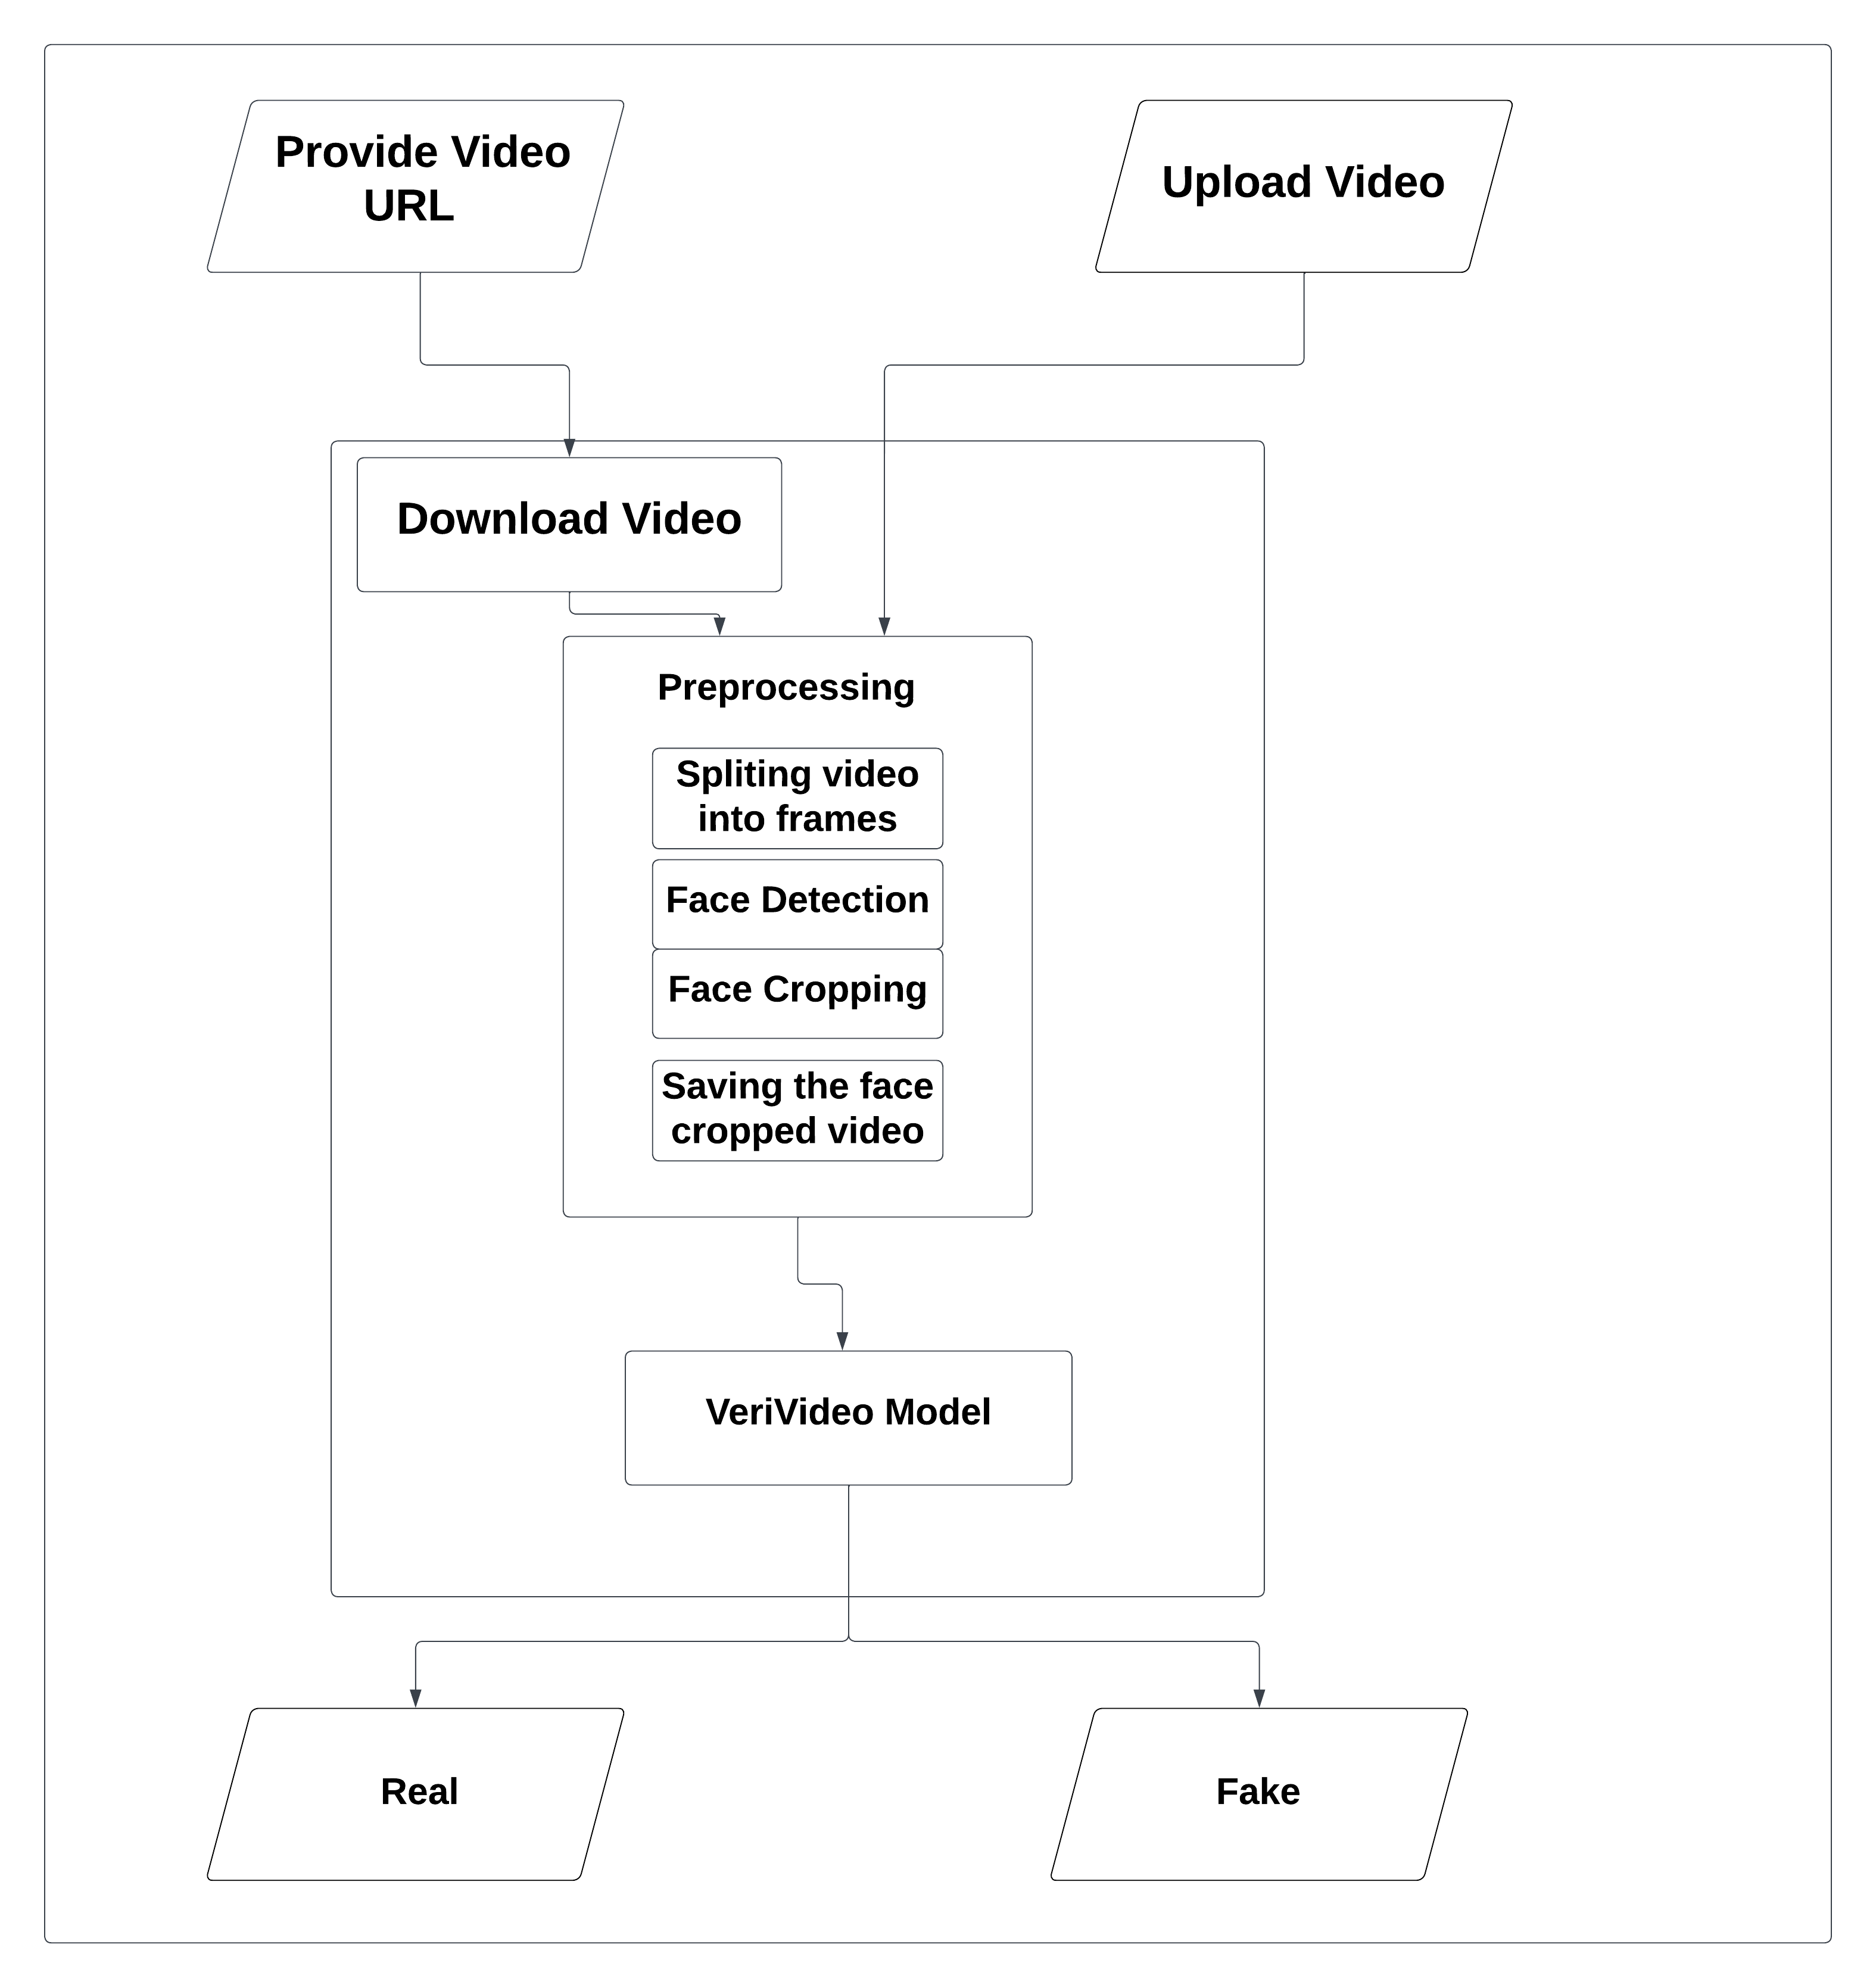 Provide Video
URL
Upload Video
Download Video
Preprocessing
Spliting video
into frames
Face Detection
Face Cropping
Saving the face
cropped video
VeriVideo Model
Real
Fake